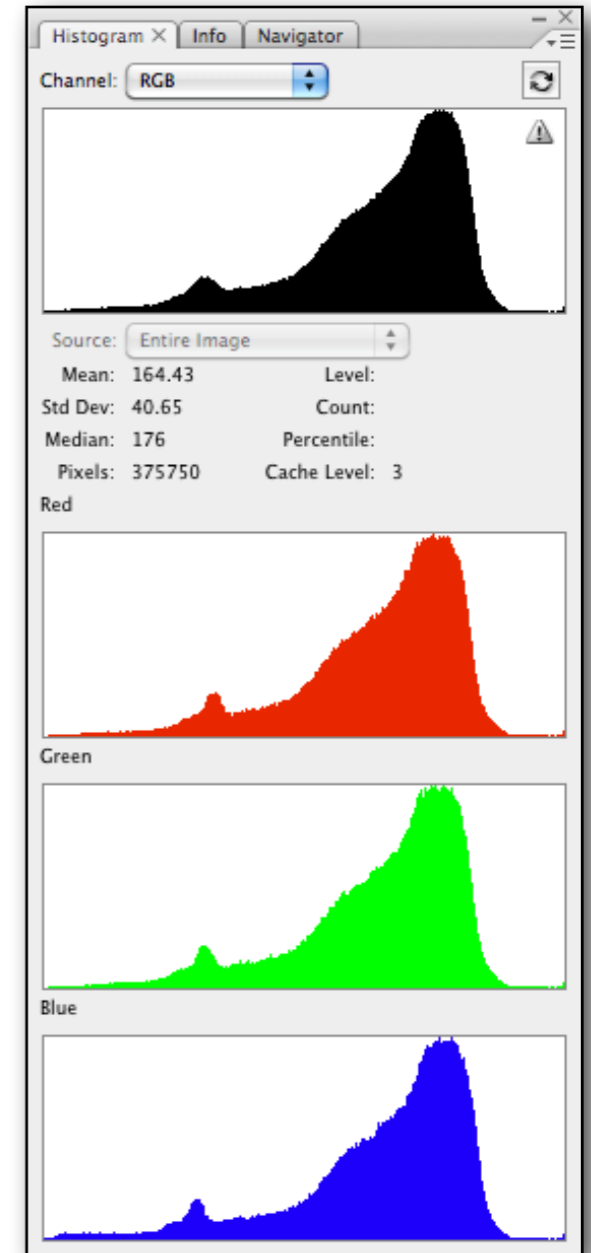 Histogram Info Navigator
Channel: RGB
Source: Entire Image
Mean: 164.43 Level:
Std Dev: 40.65 Count:
Median: 176 Percentile:
Pixels: 375750 Cache Level: 3
Red
Green
Blue